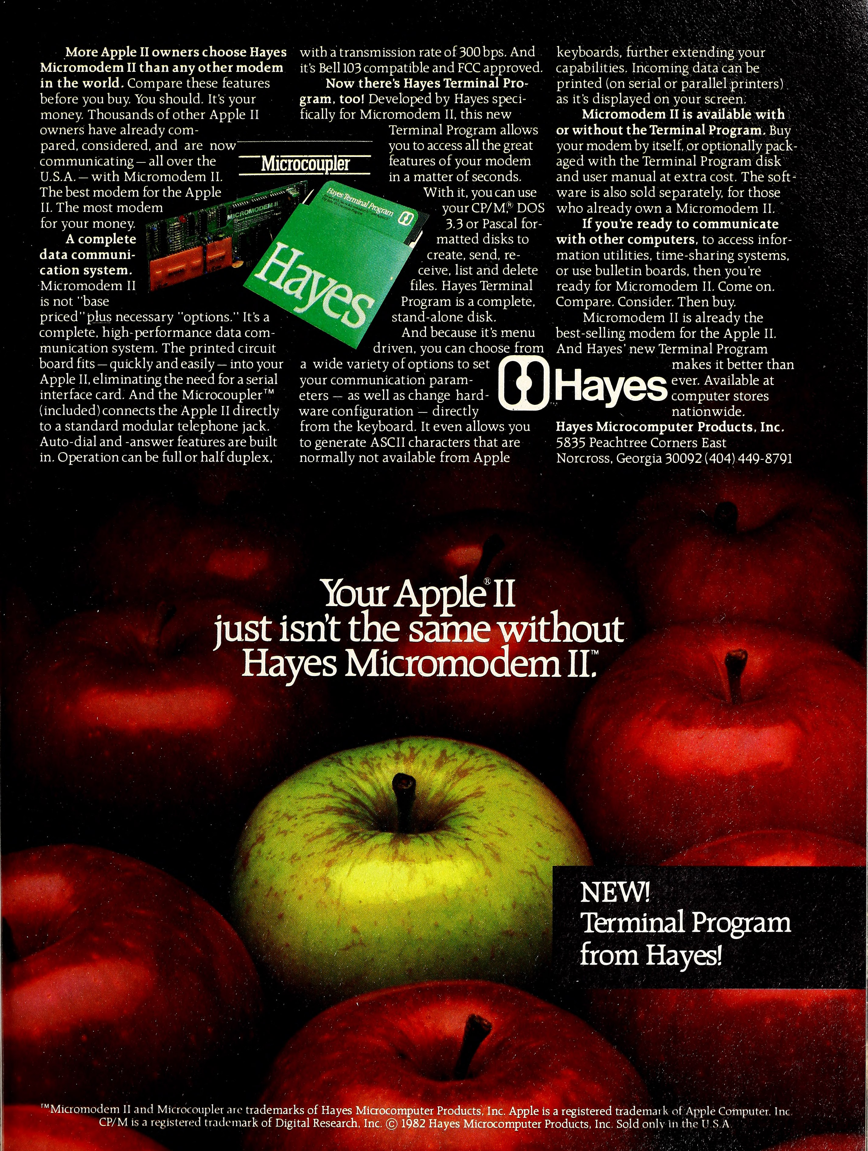 More Apple II owners choose Hayes
Micromodem II than any other modem
in the world. Compare these features
before you buy. You should. It's your
money. Thousands of other Apple II
owners have already com-
pared, considered, and are now
communicating — all over the
U.S.A. — with Micromodem II.
The best modem for the Apple
II. The most modem
for your money.
A complete
data communi-
cation system.
Micromodem II
is not "base
priced" plus necessary "options." It's a
complete, high-performance data com-
munication system. The printed circuit
board fits — quickly and easily — into your
Apple II, eliminating the need for a serial
interface card. And the Microcoupler™
(included) connects the Apple II directly
to a standard modular telephone jack.
Auto-dial and -answer features are built
in. Operation can be full or half duplex,
with a transmission rate of 300 bps. And
it's Bell 103 compatible and FCC approved.
Now there's Hayes Terminal Pro-
gram, too! Developed by Hayes speci-
fically for Micromodem II, this new
Terminal Program allows
you to access all the great
features of your modem
in a matter of seconds.
With it, you can use
your CP/M,® DOS
3.3 or Pascal for-
matted disks to
create, send, re-
ceive, list and delete
files. Hayes Terminal
Program is a complete,
stand-alone disk.
And because it's menu
driven, you can choose from
a wide variety of options to set
your communication param-
eters — as well as change hard-
ware configuration — directly
from the keyboard. It even allows you
to generate ASCII characters that are
normally not available from Apple
keyboards, further extending your
capabilities. Incoming data can be
printed (on serial or parallel printers)
as it's displayed on your screen.
Micromodem II is available with
or without the Terminal Program. Buy
your modem by itself, or optionally pack-
aged with the Terminal Program disk
and user manual at extra cost. The soft-
ware is also sold separately, for those
who already own a Micromodem II.
If you're ready to communicate
with other computers, to access infor-
mation utilities, time-sharing systems,
or use bulletin boards, then you're
ready for Micromodem II. Come on.
Compare. Consider. Then buy.
Micromodem II is already the
best-selling modem for the Apple II.
And Hayes' new Terminal Program
makes it better than
ever. Available at
computer stores
nationwide.
Hayes Microcomputer Products, Inc.
5835 Peachtree Corners East
Norcross, Georgia 30092 (404) 449-8791
Microcoupler
MICROMODEM II
Hayes Terminal Program
Hayes
Hayes
Your Apple® II
just isn't the same without
Hayes Micromodem II.™
NEW!
Terminal Program
from Hayes!
™Micromodem II and Microcoupler are trademarks of Hayes Microcomputer Products, Inc. Apple is a registered trademark of Apple Computer, Inc.
CP/M is a registered trademark of Digital Research, Inc. © 1982 Hayes Microcomputer Products, Inc. Sold only in the U.S.A.